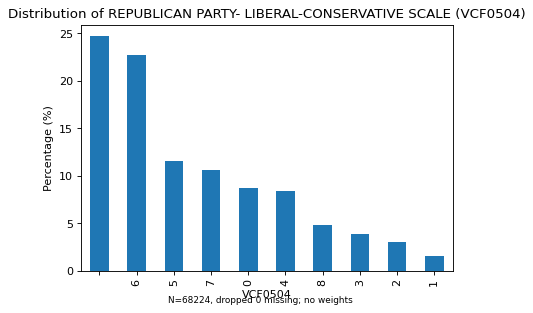 Distribution of REPUBLICAN PARTY- LIBERAL-CONSERVATIVE SCALE (VCF0504)
Percentage (%)
25
20
15
10
5
0
6 5 7 0 4 8 3 2 1
VCF0504
N=68224, dropped 0 missing; no weights